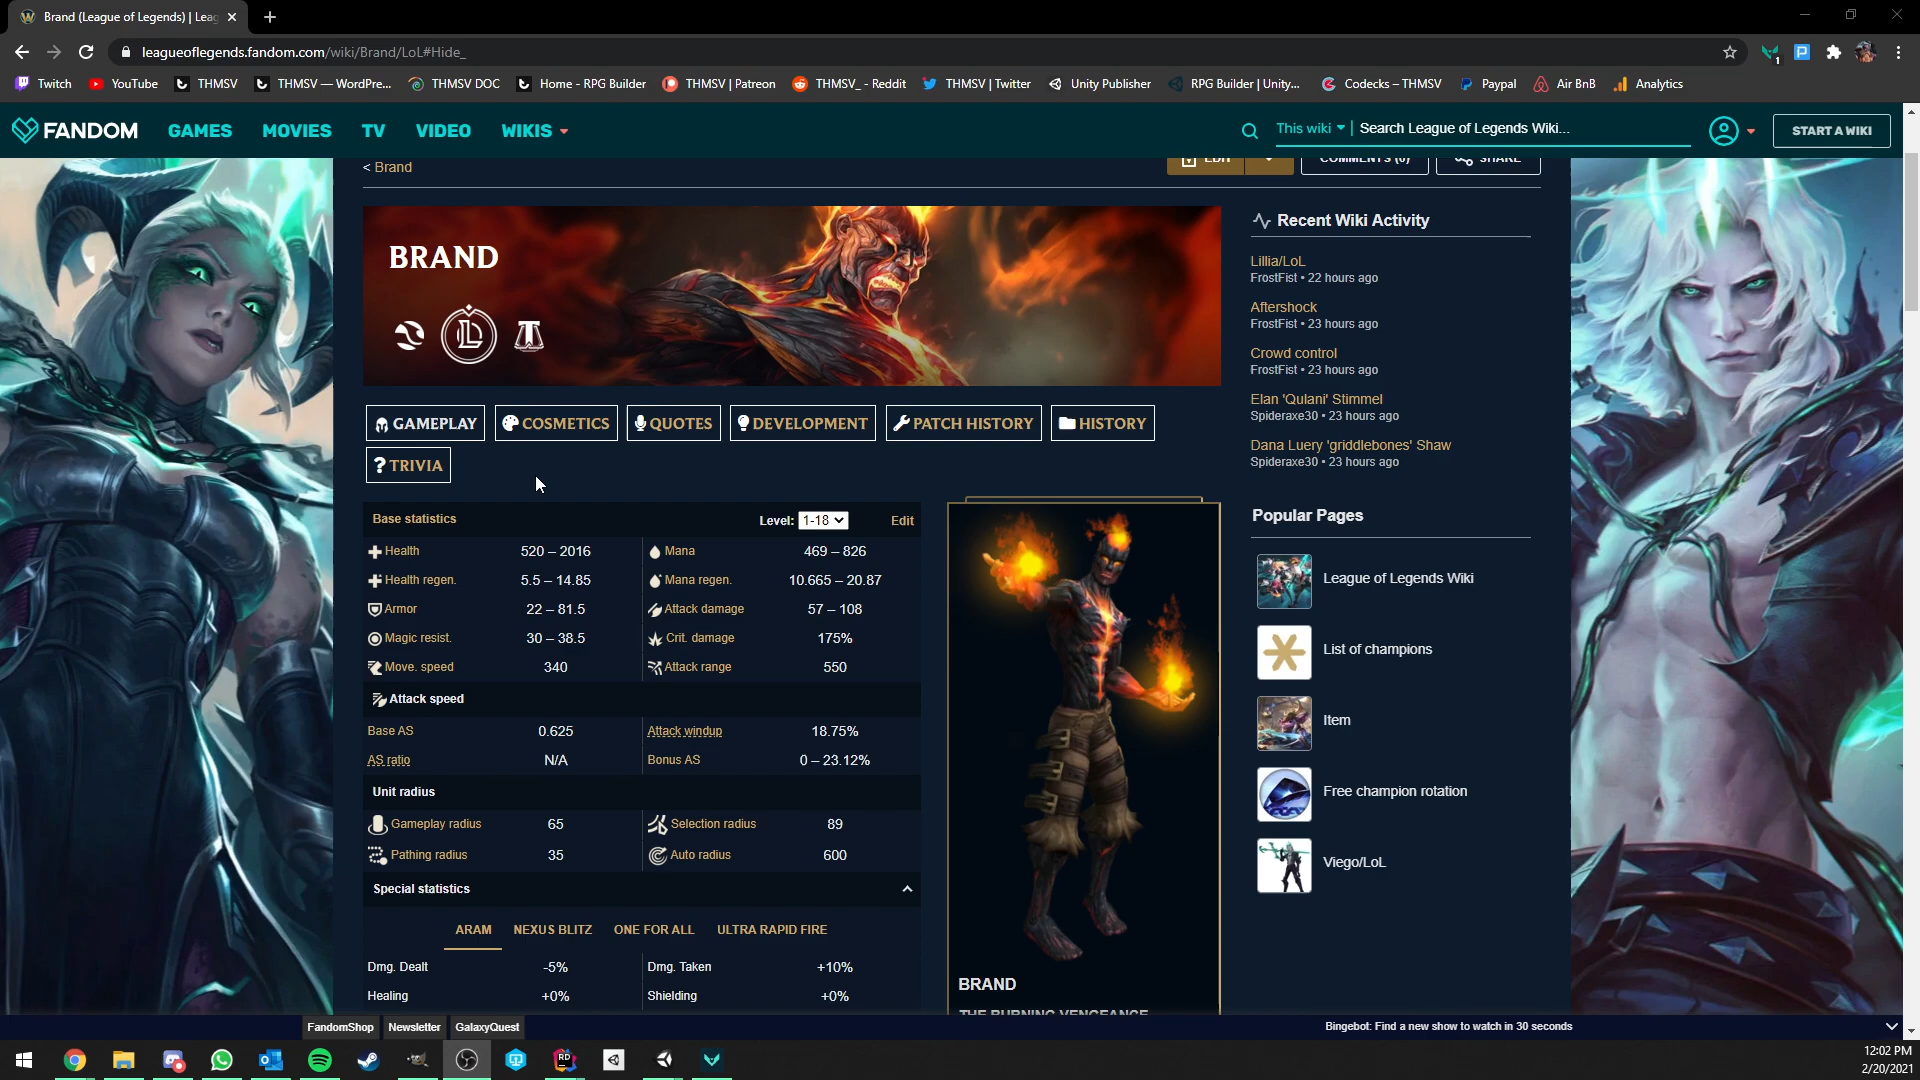 Brand (League of Legends) | Leag
leagueoflegends.fandom.com/wiki/Brand/LoL#Hide_
1
Twitch YouTube THMSV THMSV — WordPre... THMSV DOC Home - RPG Builder THMSV | Patreon THMSV_ - Reddit THMSV | Twitter Unity Publisher RPG Builder | Unity... Codecks – THMSV Paypal Air BnB Analytics
FANDOM GAMES MOVIES TV VIDEO WIKIS This wiki Search League of Legends Wiki... START A WIKI
< Brand EDIT COMMENTS (0) SHARE
BRAND
GAMEPLAY COSMETICS QUOTES DEVELOPMENT PATCH HISTORY HISTORY
? TRIVIA
Base statistics Level: 1-18 Edit
Health 520 – 2016 Mana 469 – 826
Health regen. 5.5 – 14.85 Mana regen. 10.665 – 20.87
Armor 22 – 81.5 Attack damage 57 – 108
Magic resist. 30 – 38.5 Crit. damage 175%
Move. speed 340 Attack range 550
Attack speed
Base AS 0.625 Attack windup 18.75%
AS ratio N/A Bonus AS 0 – 23.12%
Unit radius
Gameplay radius 65 Selection radius 89
Pathing radius 35 Auto radius 600
Special statistics
ARAM NEXUS BLITZ ONE FOR ALL ULTRA RAPID FIRE
Dmg. Dealt -5% Dmg. Taken +10%
Healing +0% Shielding +0%
BRAND
THE BURNING VENGEANCE
Recent Wiki Activity
Lillia/LoL
FrostFist • 22 hours ago
Aftershock
FrostFist • 23 hours ago
Crowd control
FrostFist • 23 hours ago
Elan 'Qulani' Stimmel
Spideraxe30 • 23 hours ago
Dana Luery 'griddlebones' Shaw
Spideraxe30 • 23 hours ago
Popular Pages
League of Legends Wiki
List of champions
Item
Free champion rotation
Viego/LoL
FandomShop Newsletter GalaxyQuest Bingebot: Find a new show to watch in 30 seconds
RD
12:02 PM
2/20/2021